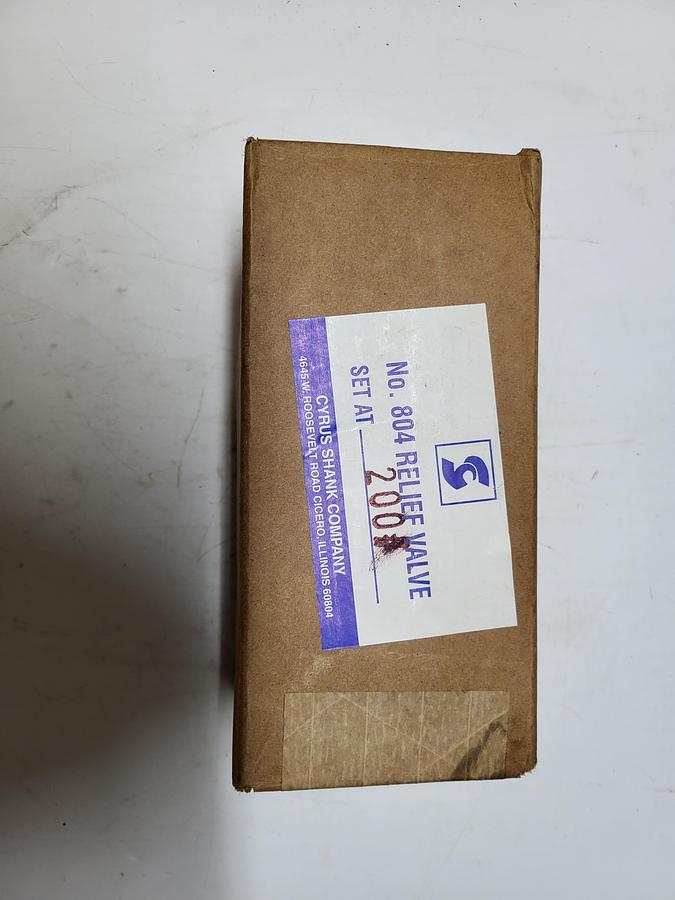 No. 804 RELIEF VALVE
SET AT 200#
CYRUS SHANK COMPANY
4645 W. ROOSEVELT ROAD CICERO, ILLINOIS 60804